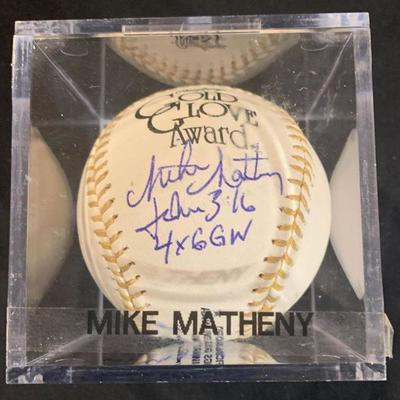 GOLD
GLOVE
Award
Mike Matheny
John 3:16
4x GGW
MIKE MATHENY